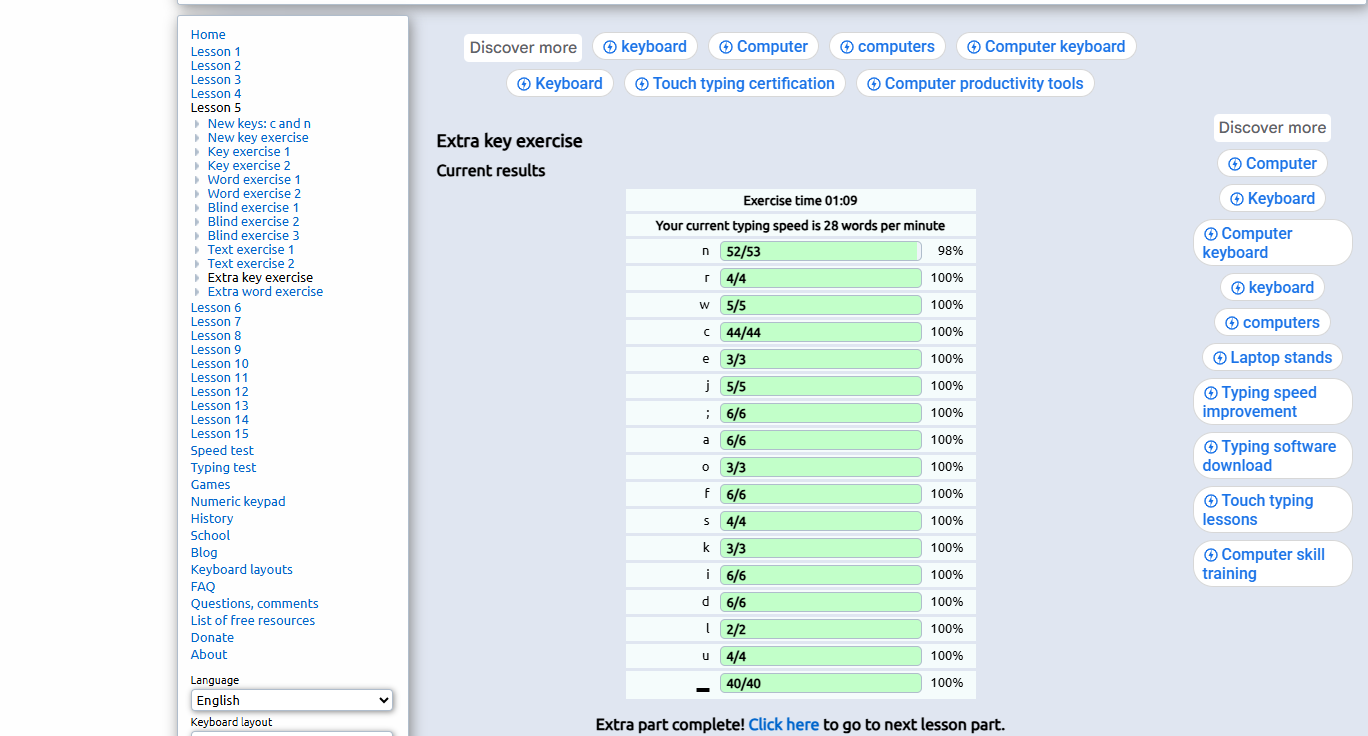 Home
Lesson 1
Lesson 2
Lesson 3
Lesson 4
Lesson 5
New keys: c and n
New key exercise
Key exercise 1
Key exercise 2
Word exercise 1
Word exercise 2
Blind exercise 1
Blind exercise 2
Blind exercise 3
Text exercise 1
Text exercise 2
Extra key exercise
Extra word exercise
Lesson 6
Lesson 7
Lesson 8
Lesson 9
Lesson 10
Lesson 11
Lesson 12
Lesson 13
Lesson 14
Lesson 15
Speed test
Typing test
Games
Numeric keypad
History
School
Blog
Keyboard layouts
FAQ
Questions, comments
List of free resources
Donate
About
Language
English
Keyboard layout
Discover more keyboard Computer computers Computer keyboard
Keyboard Touch typing certification Computer productivity tools
Extra key exercise
Current results
Exercise time 01:09
Your current typing speed is 28 words per minute
n 52/53 98%
r 4/4 100%
w 5/5 100%
c 44/44 100%
e 3/3 100%
j 5/5 100%
; 6/6 100%
a 6/6 100%
o 3/3 100%
f 6/6 100%
s 4/4 100%
k 3/3 100%
i 6/6 100%
d 6/6 100%
l 2/2 100%
u 4/4 100%
_ 40/40 100%
Extra part complete! Click here to go to next lesson part.
Discover more
Computer
Keyboard
Computer
keyboard
keyboard
computers
Laptop stands
Typing speed
improvement
Typing software
download
Touch typing
lessons
Computer skill
training